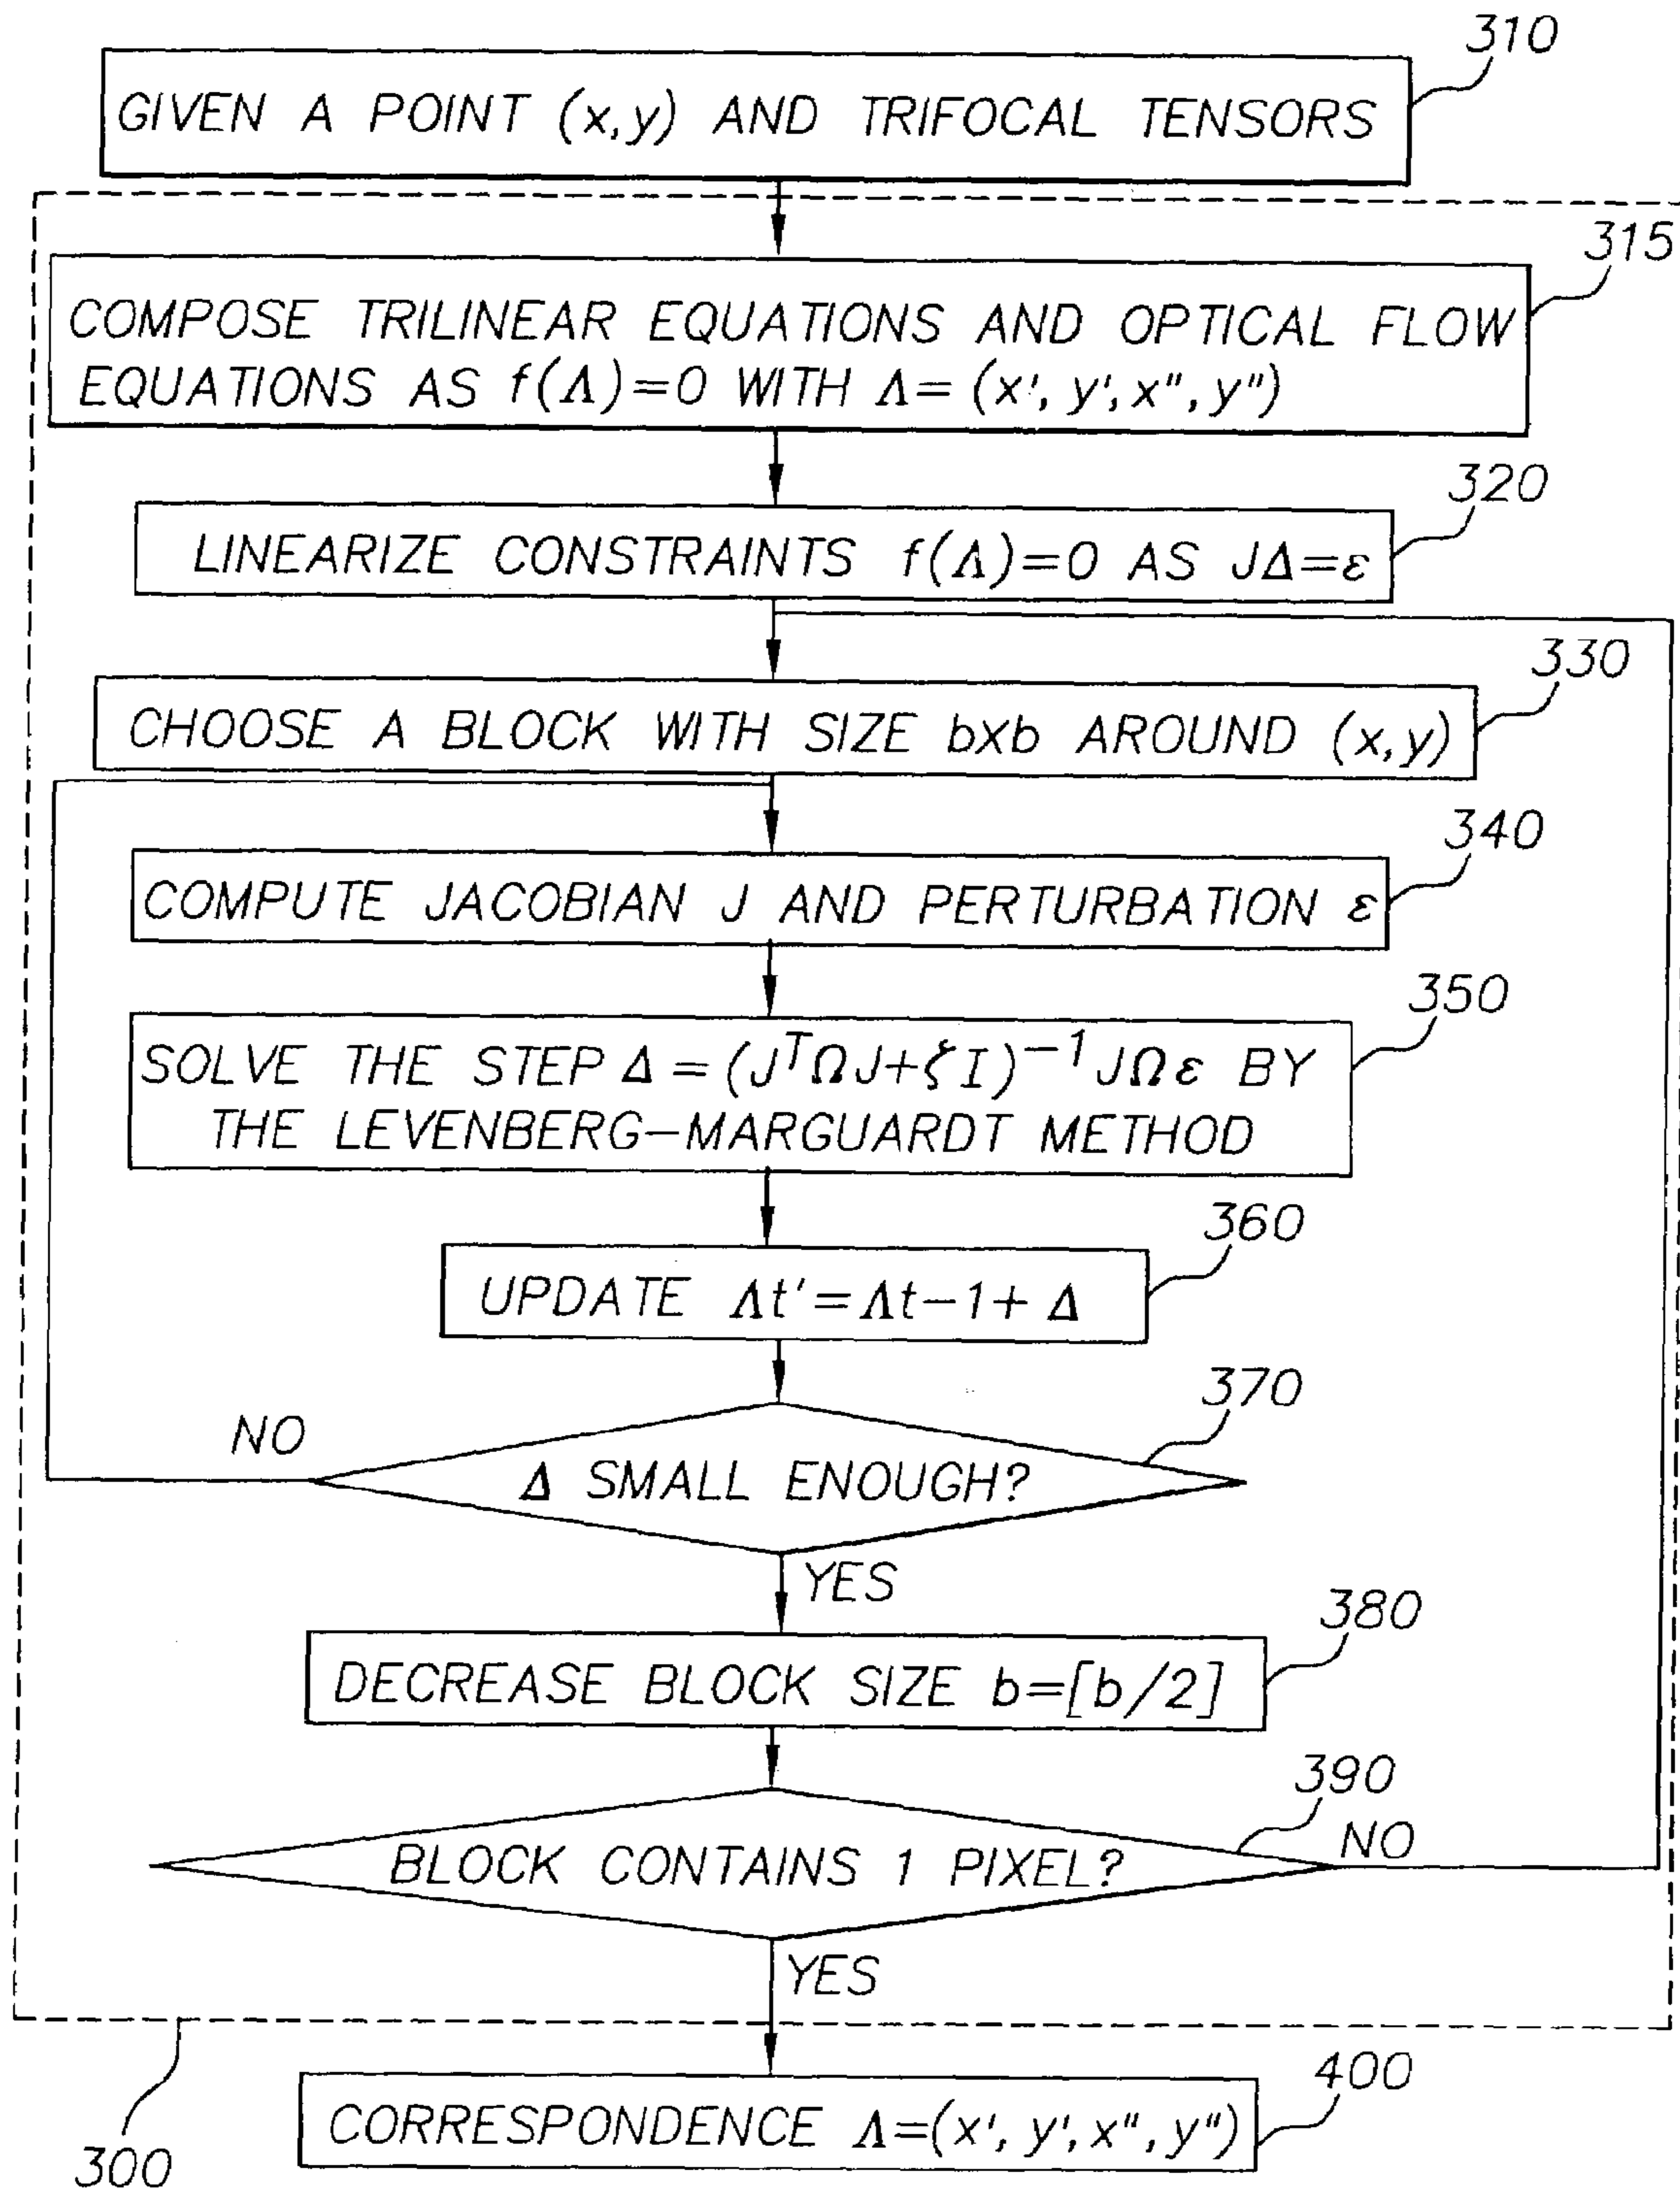 310
GIVEN A POINT (x,y) AND TRIFOCAL TENSORS
315
COMPOSE TRILINEAR EQUATIONS AND OPTICAL FLOW
EQUATIONS AS f(Λ)=0 WITH Λ= (x', y', x", y")
320
LINEARIZE CONSTRAINTS f(Λ)=0 AS JΔ=ε
330
CHOOSE A BLOCK WITH SIZE bxb AROUND (x,y)
340
COMPUTE JACOBIAN J AND PERTURBATION ε
350
SOLVE THE STEP Δ = (JᵀΩJ+ζI)⁻¹JΩε BY
THE LEVENBERG-MARGUARDT METHOD
360
UPDATE Λt'=Λt-1+ Δ
370
NO
Δ SMALL ENOUGH?
YES
380
DECREASE BLOCK SIZE b=[b/2]
390
NO
BLOCK CONTAINS 1 PIXEL?
YES
400
CORRESPONDENCE Λ=(x', y', x", y")
300